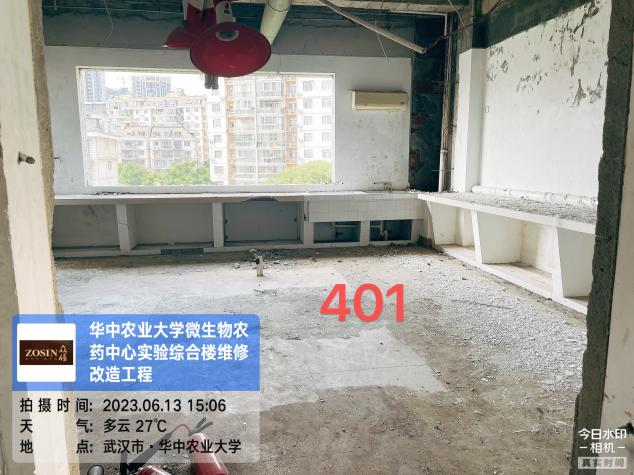 401
ZOSIN
华中农业大学微生物农
药中心实验综合楼维修
改造工程
拍摄时间: 2023.06.13 15:06
天 气: 多云 27℃
地 点: 武汉市·华中农业大学
今日水印
-相机-
真实时间